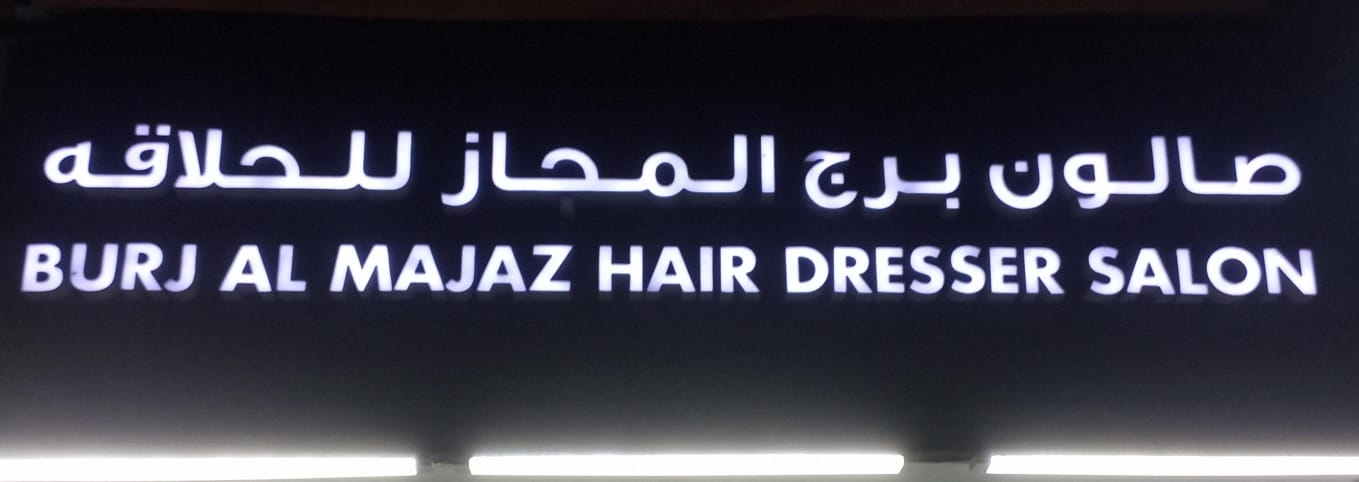 صالون برج المجاز للحلاقه
BURJ AL MAJAZ HAIR DRESSER SALON